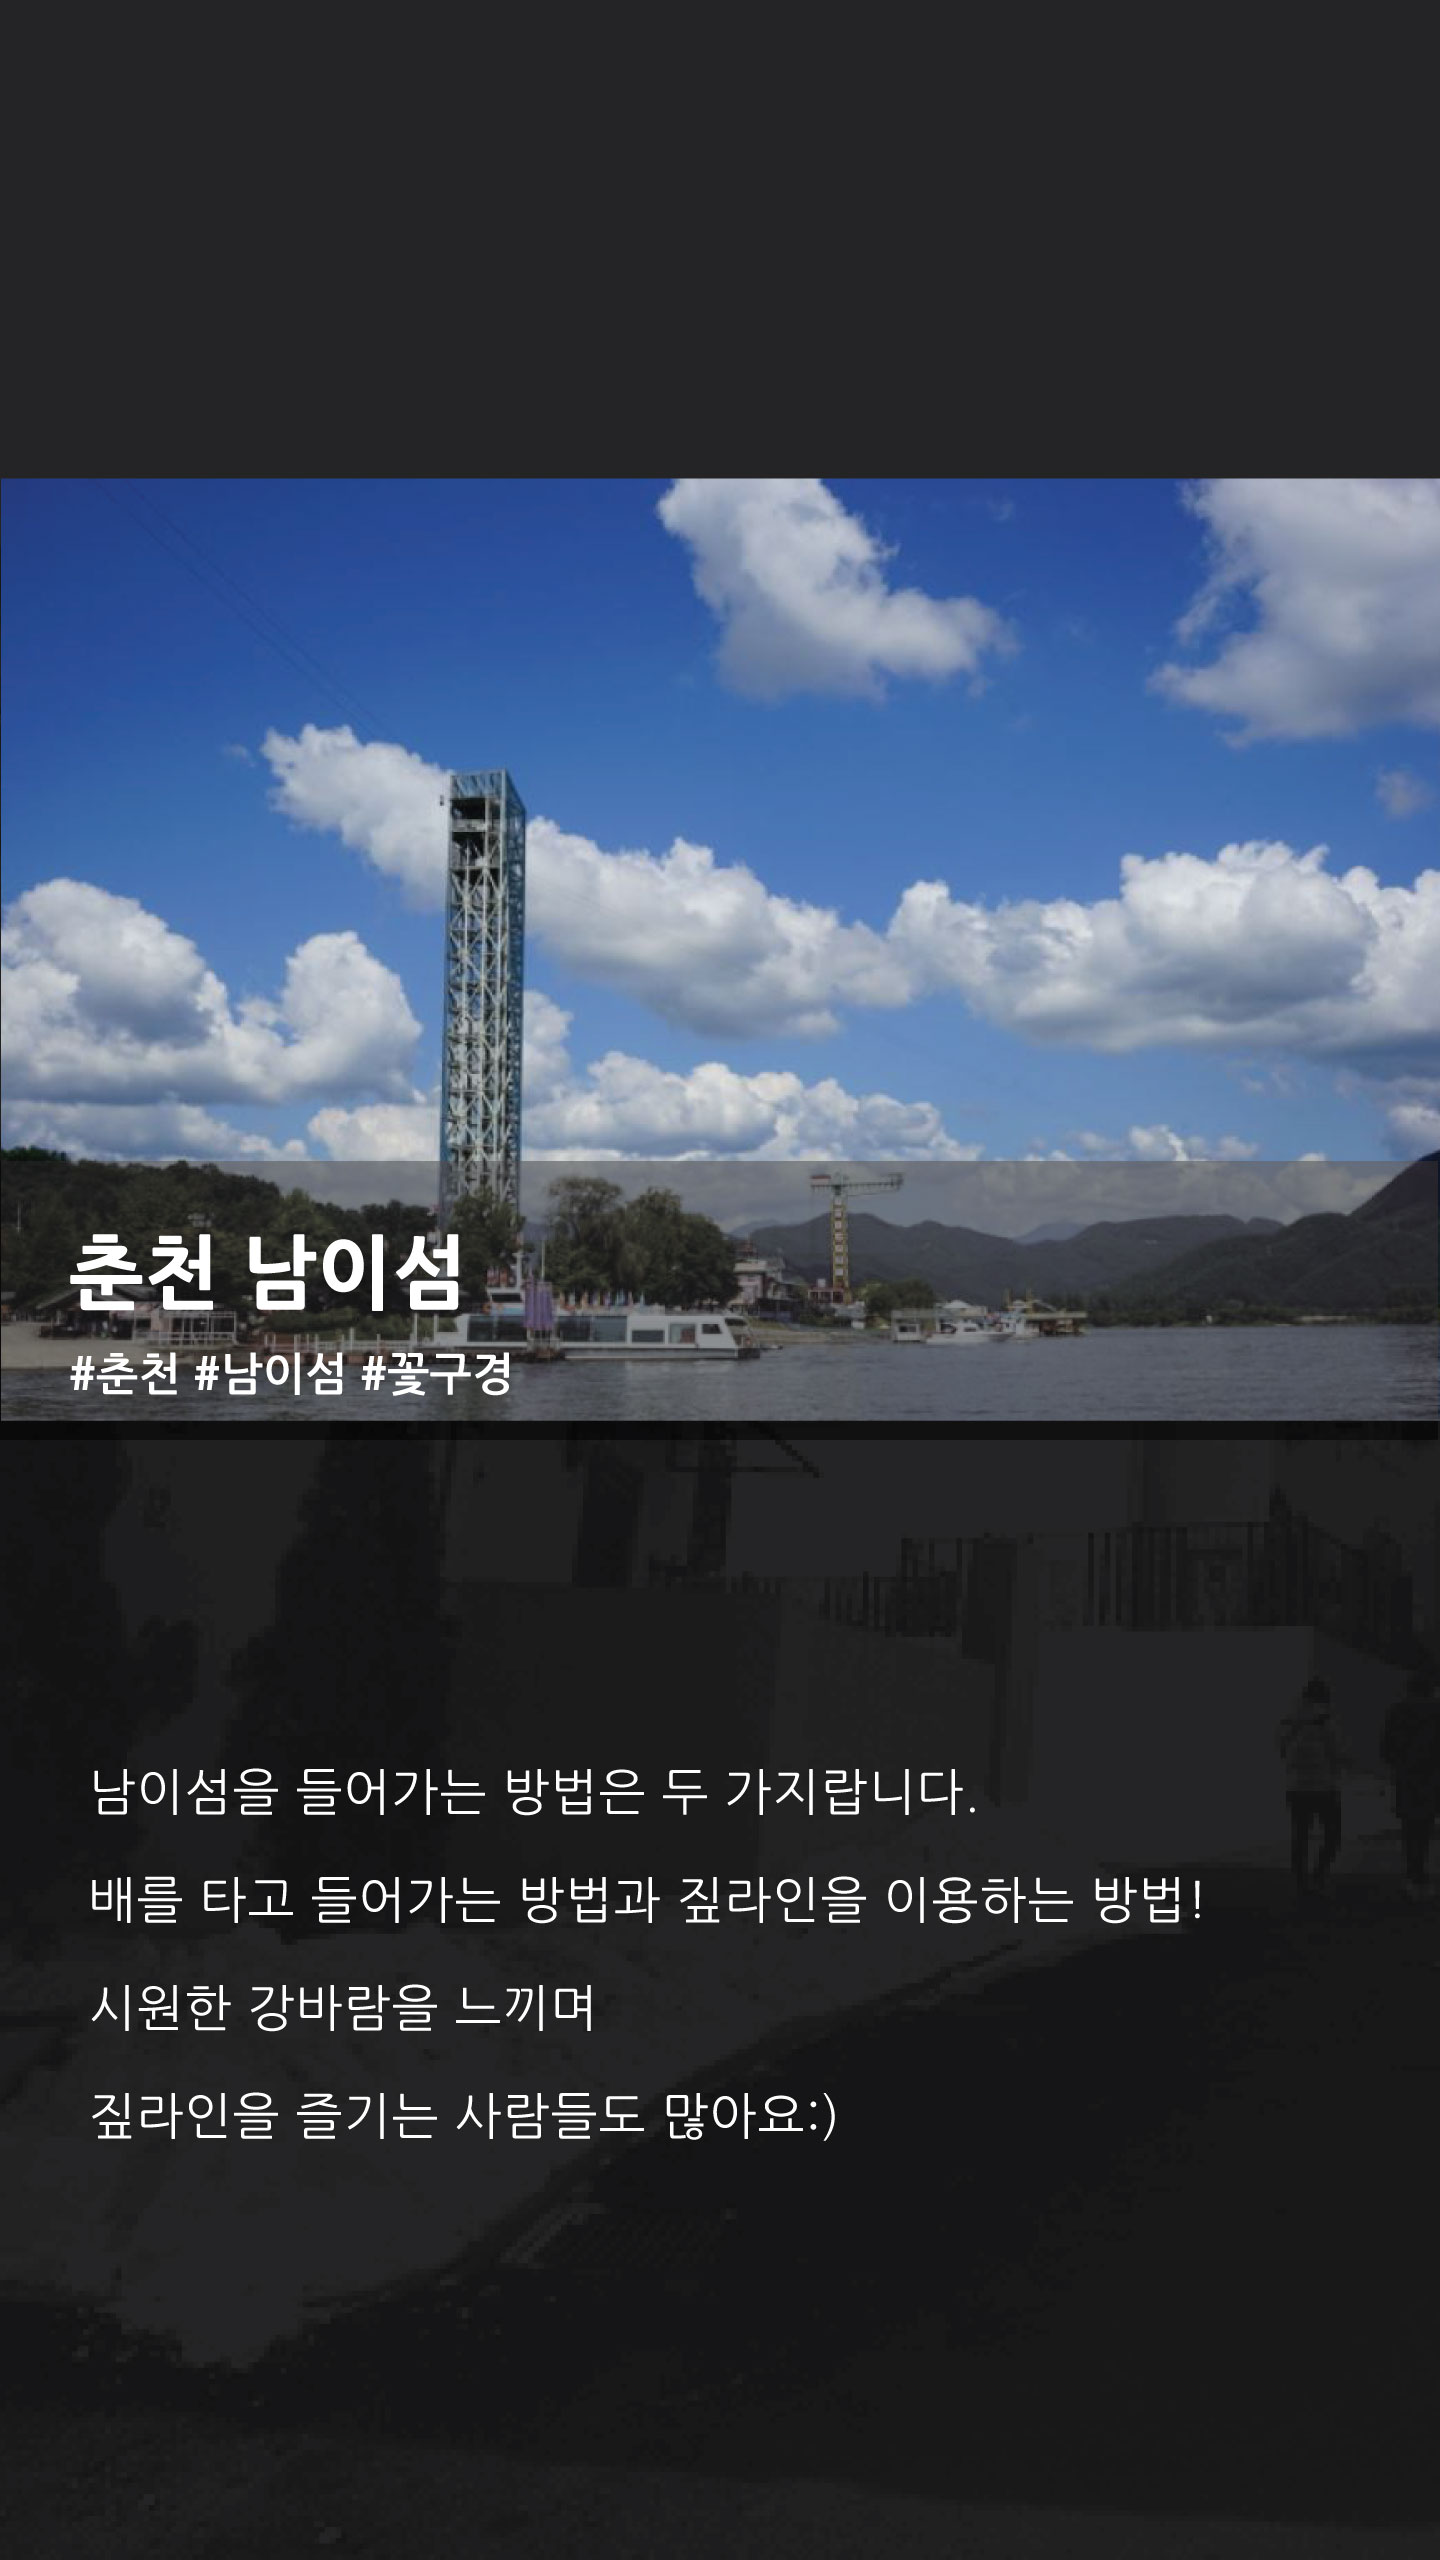 춘천 남이섬
#춘천 #남이섬 #꽃구경
남이섬을 들어가는 방법은 두 가지랍니다.
배를 타고 들어가는 방법과 짚라인을 이용하는 방법!
시원한 강바람을 느끼며
짚라인을 즐기는 사람들도 많아요:)